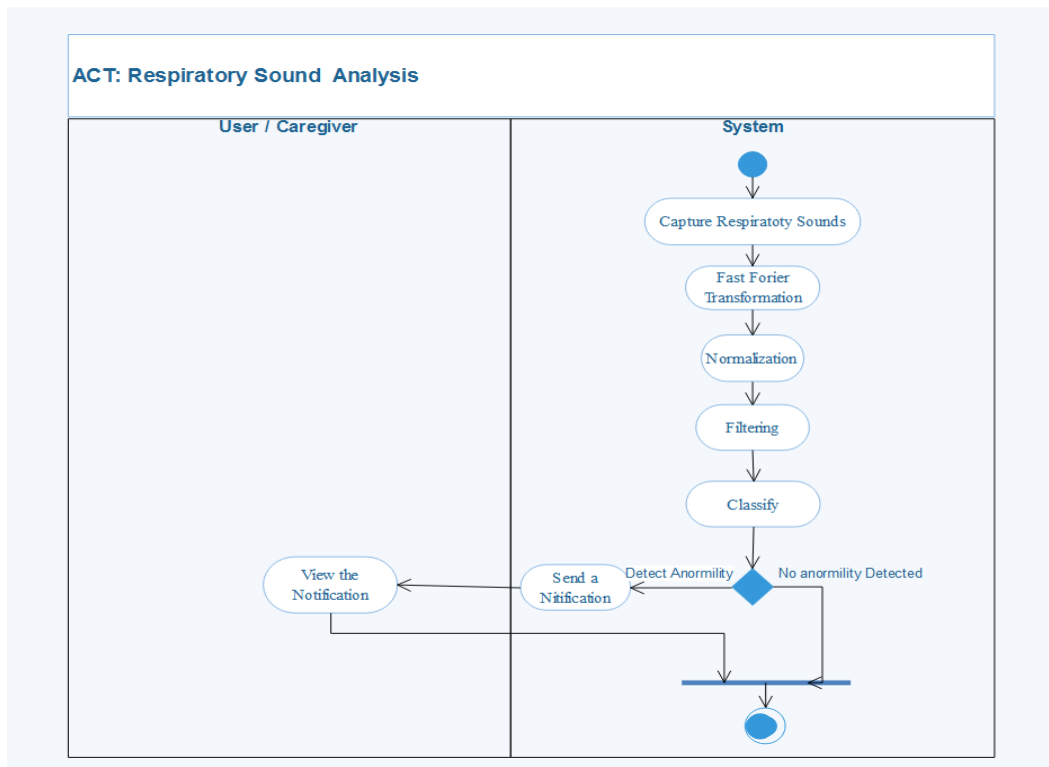 ACT: Respiratory Sound Analysis
User / Caregiver
System
Capture Respiratoty Sounds
Fast Forier
Transformation
Normalization
Filtering
Classify
Detect Anormility
No anormility Detected
Send a
Nitification
View the
Notification